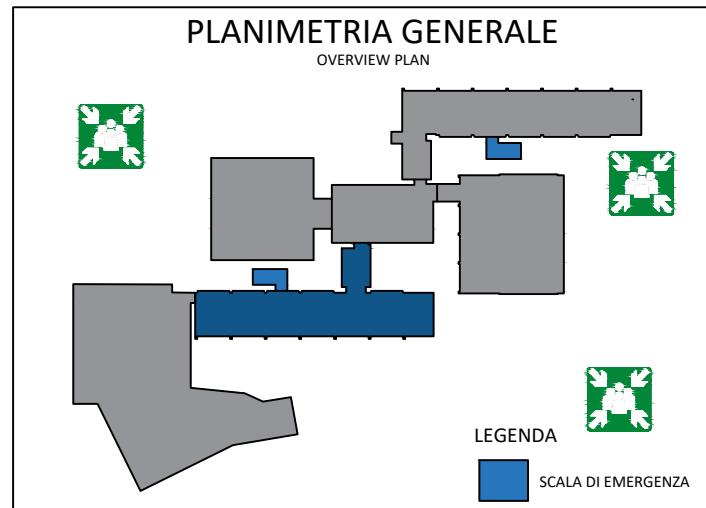 PLANIMETRIA GENERALE
OVERVIEW PLAN
LEGENDA
SCALA DI EMERGENZA